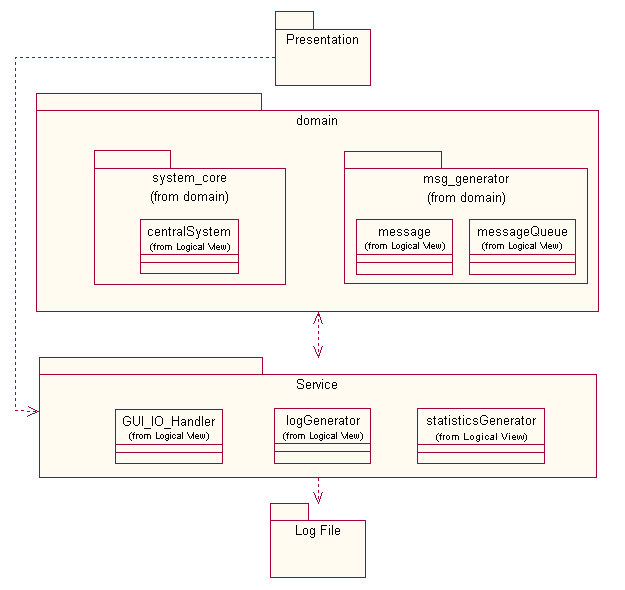 Presentation
domain
system_core
(from domain)
centralSystem
(from Logical View)
msg_generator
(from domain)
message
(from Logical View)
messageQueue
(from Logical View)
Service
GUI_IO_Handler
(from Logical View)
logGenerator
(from Logical View)
statisticsGenerator
(from Logical View)
Log File